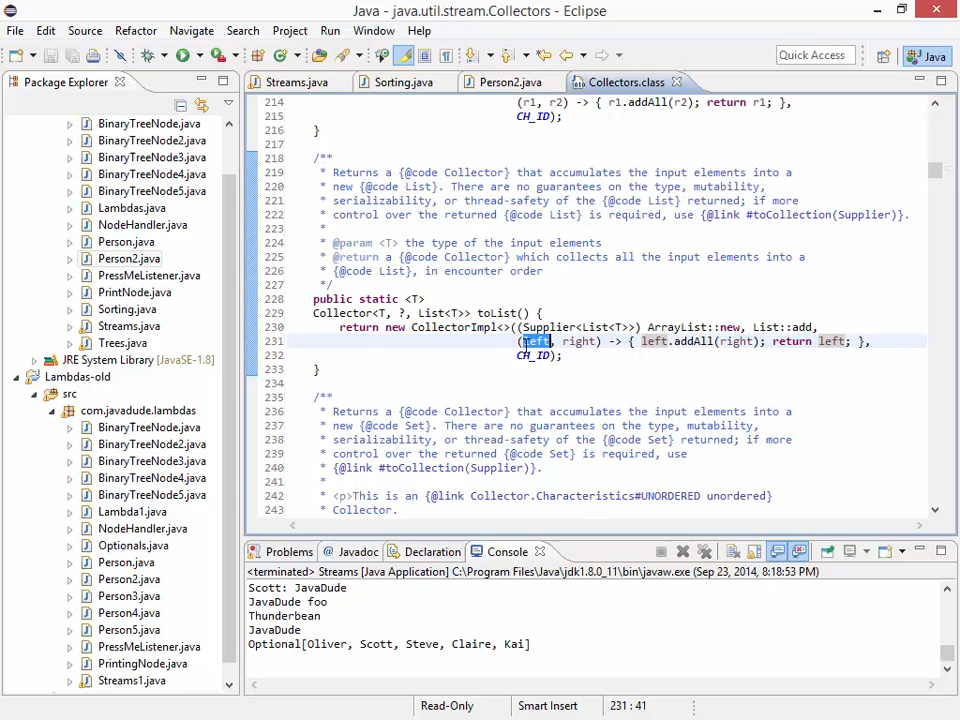 Java - java.util.stream.Collectors - Eclipse
File Edit Source Refactor Navigate Search Project Run Window Help
Quick Access Java
Package Explorer
BinaryTreeNode.java
BinaryTreeNode2.java
BinaryTreeNode3.java
BinaryTreeNode4.java
BinaryTreeNode5.java
Lambdas.java
NodeHandler.java
Person.java
Person2.java
PressMeListener.java
PrintNode.java
Sorting.java
Streams.java
Trees.java
JRE System Library [JavaSE-1.8]
Lambdas-old
src
com.javadude.lambdas
BinaryTreeNode.java
BinaryTreeNode2.java
BinaryTreeNode3.java
BinaryTreeNode4.java
BinaryTreeNode5.java
Lambda1.java
NodeHandler.java
Optionals.java
Person.java
Person2.java
Person3.java
Person4.java
Person5.java
PressMeListener.java
PrintingNode.java
Streams1.java
Streams.java Sorting.java Person2.java Collectors.class
214 (r1, r2) -> { r1.addAll(r2); return r1; },
215 CH_ID);
216 }
217
218 /**
219 * Returns a {@code Collector} that accumulates the input elements into a
220 * new {@code List}. There are no guarantees on the type, mutability,
221 * serializability, or thread-safety of the {@code List} returned; if more
222 * control over the returned {@code List} is required, use {@link #toCollection(Supplier)}.
223 *
224 * @param <T> the type of the input elements
225 * @return a {@code Collector} which collects all the input elements into a
226 * {@code List}, in encounter order
227 */
228 public static <T>
229 Collector<T, ?, List<T>> toList() {
230 return new CollectorImpl<>((Supplier<List<T>>) ArrayList::new, List::add,
231 (left, right) -> { left.addAll(right); return left; },
232 CH_ID);
233 }
234
235 /**
236 * Returns a {@code Collector} that accumulates the input elements into a
237 * new {@code Set}. There are no guarantees on the type, mutability,
238 * serializability, or thread-safety of the {@code Set} returned; if more
239 * control over the returned {@code Set} is required, use
240 * {@link #toCollection(Supplier)}.
241 *
242 * <p>This is an {@link Collector.Characteristics#UNORDERED unordered}
243 * Collector.
Problems Javadoc Declaration Console
<terminated> Streams [Java Application] C:\Program Files\Java\jdk1.8.0_11\bin\javaw.exe (Sep 23, 2014, 8:18:53 PM)
Scott: JavaDude
JavaDude foo
Thunderbean
JavaDude
Optional[Oliver, Scott, Steve, Claire, Kai]
Read-Only Smart Insert 231 : 41